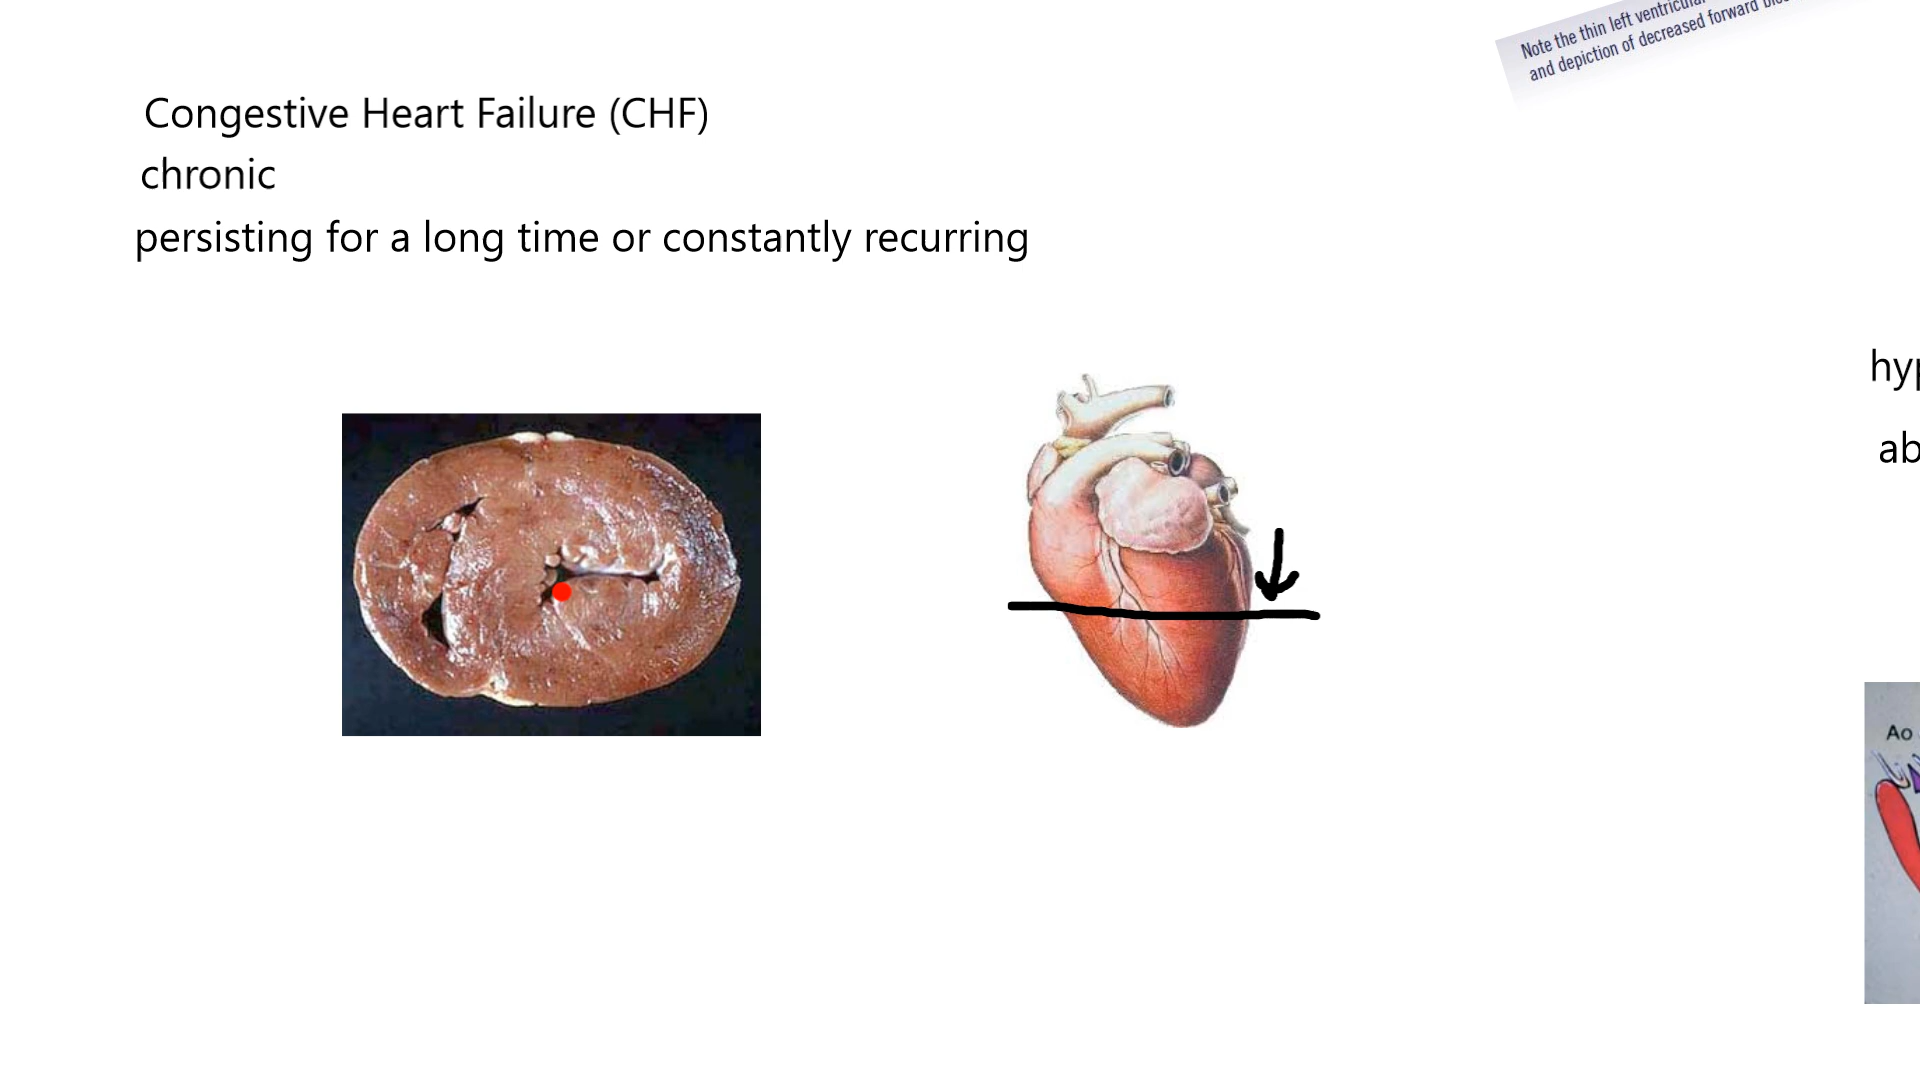 Note the thin left ventricular
and depiction of decreased forward
Congestive Heart Failure (CHF)
chronic
persisting for a long time or constantly recurring
hyp
ab
Ao